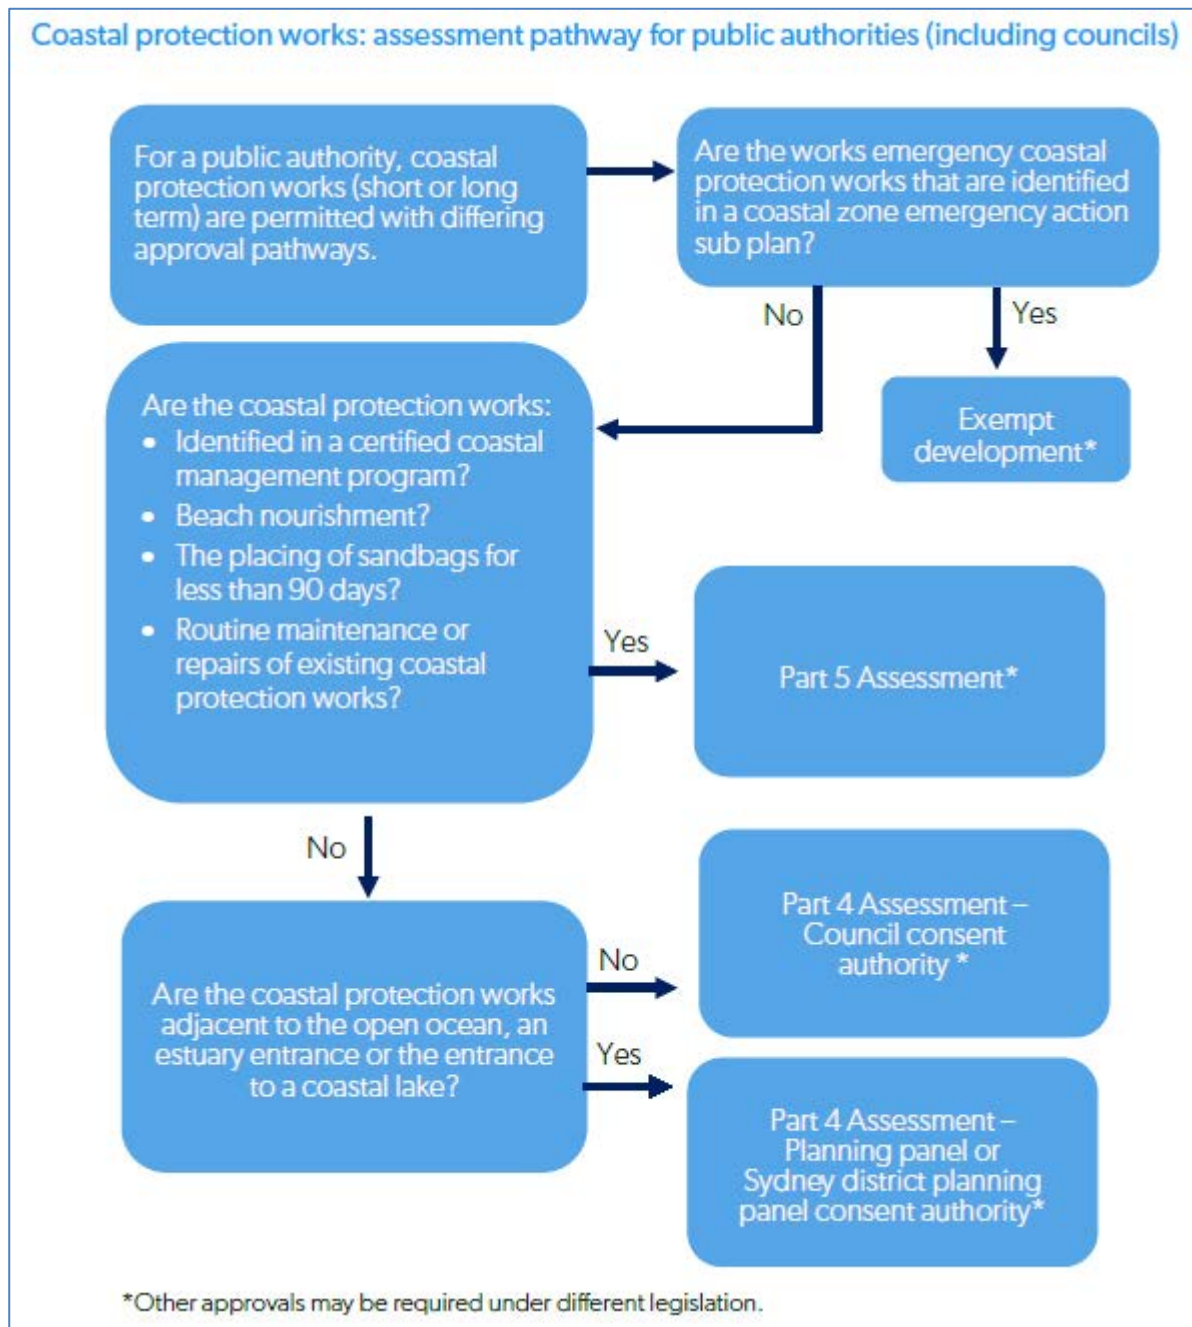 Coastal protection works: assessment pathway for public authorities (including councils)
For a public authority, coastal
protection works (short or long
term) are permitted with differing
approval pathways.
Are the works emergency coastal
protection works that are identified
in a coastal zone emergency action
sub plan?
No
Yes
Exempt
development*
Are the coastal protection works:
• Identified in a certified coastal
management program?
• Beach nourishment?
• The placing of sandbags for
less than 90 days?
• Routine maintenance or
repairs of existing coastal
protection works?
Yes
Part 5 Assessment*
No
Are the coastal protection works
adjacent to the open ocean, an
estuary entrance or the entrance
to a coastal lake?
No
Part 4 Assessment –
Council consent
authority *
Yes
Part 4 Assessment –
Planning panel or
Sydney district planning
panel consent authority*
*Other approvals may be required under different legislation.